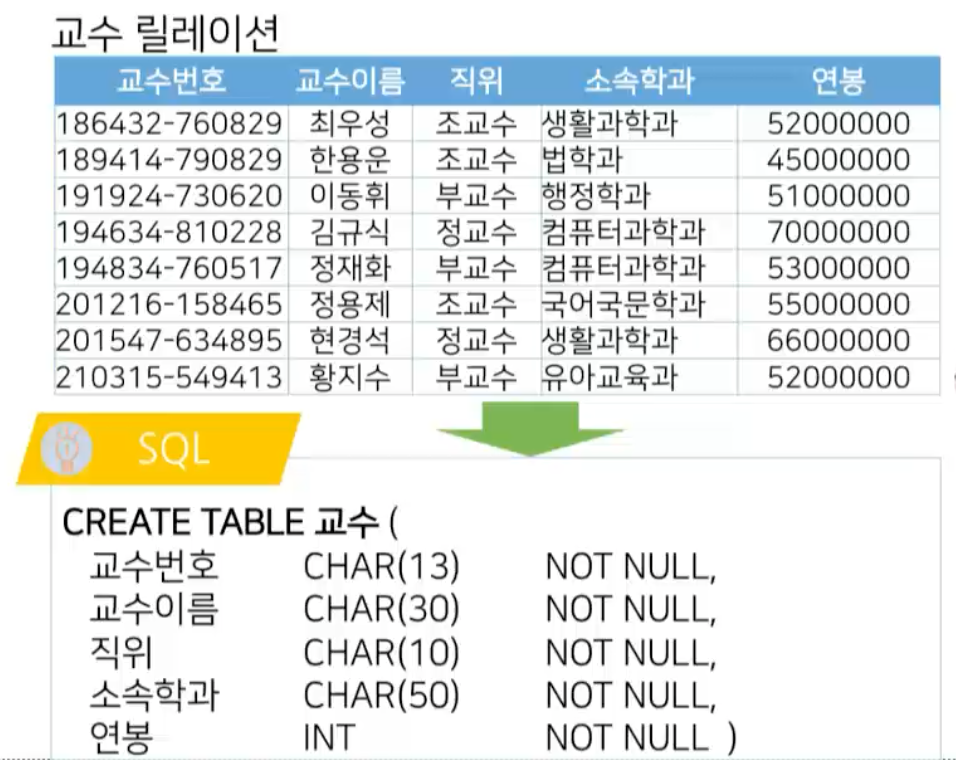 교수 릴레이션
교수번호 교수이름 직위 소속학과 연봉
186432-760829 최우성 조교수 생활과학과 52000000
189414-790829 한용운 조교수 법학과 45000000
191924-730620 이동휘 부교수 행정학과 51000000
194634-810228 김규식 정교수 컴퓨터과학과 70000000
194834-760517 정재화 부교수 컴퓨터과학과 53000000
201216-158465 정용제 조교수 국어국문학과 55000000
201547-634895 현경석 정교수 생활과학과 66000000
210315-549413 황지수 부교수 유아교육과 52000000
SQL
CREATE TABLE 교수 (
교수번호 CHAR(13) NOT NULL,
교수이름 CHAR(30) NOT NULL,
직위 CHAR(10) NOT NULL,
소속학과 CHAR(50) NOT NULL,
연봉 INT NOT NULL )